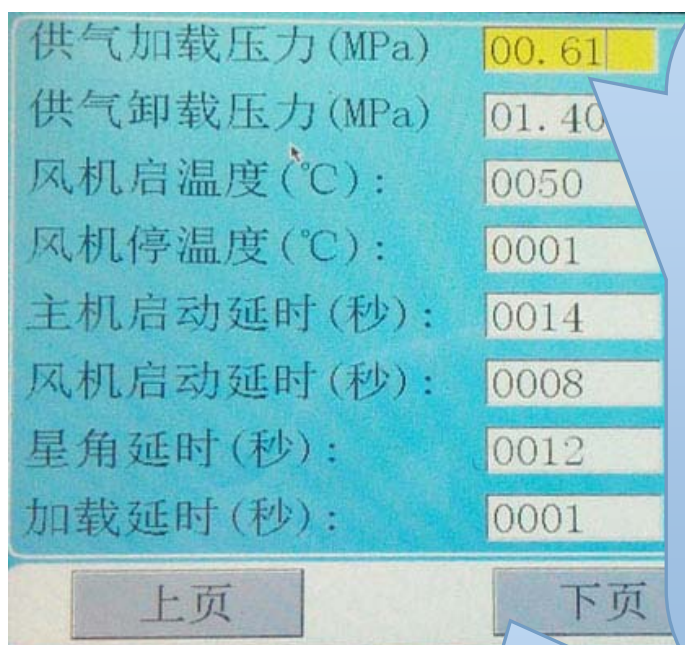 供气加载压力(MPa) 00.61
供气卸载压力(MPa) 01.40
风机启温度(℃): 0050
风机停温度(℃): 0001
主机启动延时(秒): 0014
风机启动延时(秒): 0008
星角延时(秒): 0012
加载延时(秒): 0001
上页 下页